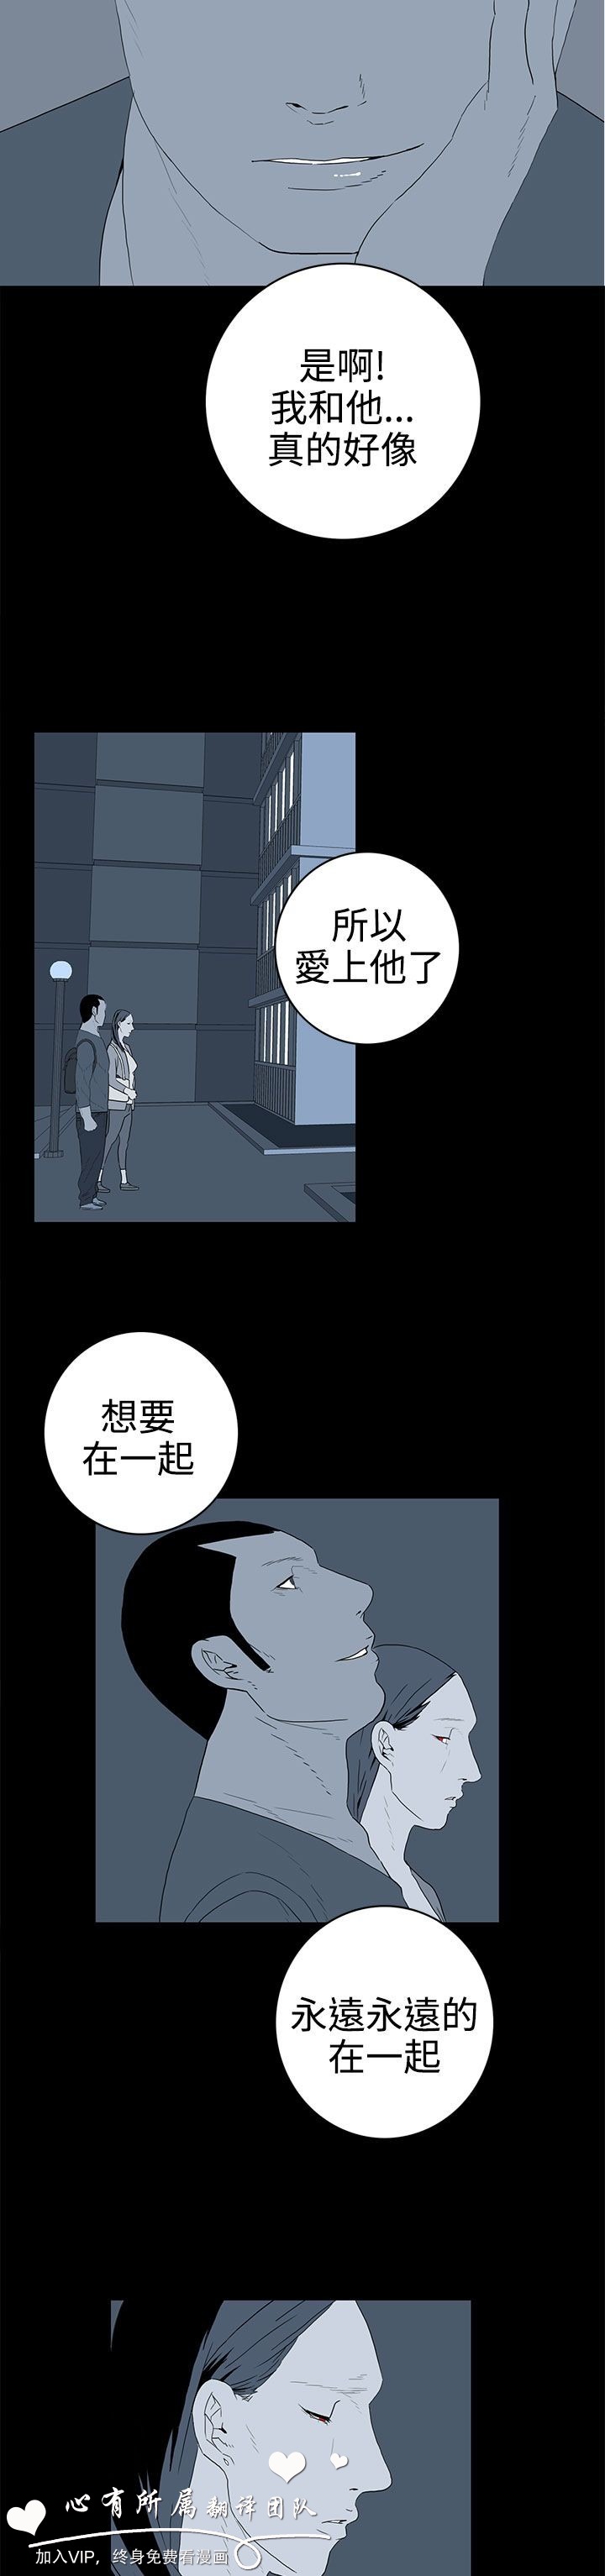 是啊!
我和他...
真的好像
所以
愛上他了
想要
在一起
永遠永遠的
在一起
心有所属翻译团队
加入VIP，终身免费看漫画